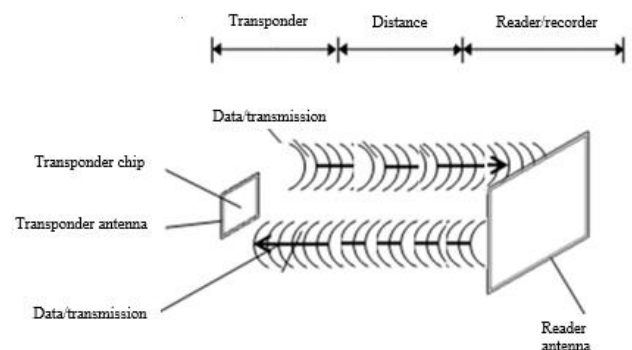 Transponder
Distance
Reader/recorder
Data/transmission
Transponder chip
Transponder antenna
Data/transmission
Reader
antenna